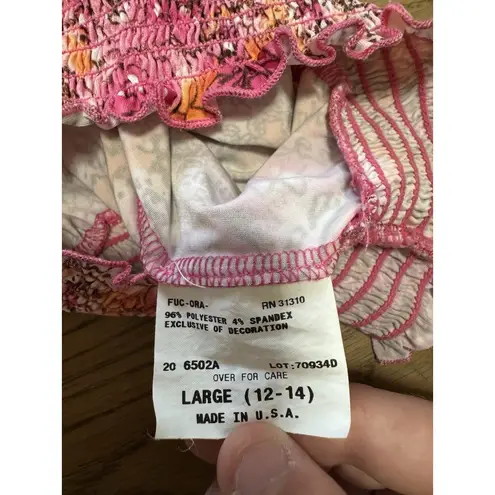 FUC-ORA- RN 31310
96% POLYESTER 4% SPANDEX
EXCLUSIVE OF DECORATION
20 6502A LOT:70934D
OVER FOR CARE
LARGE (12-14)
MADE IN U.S.A.